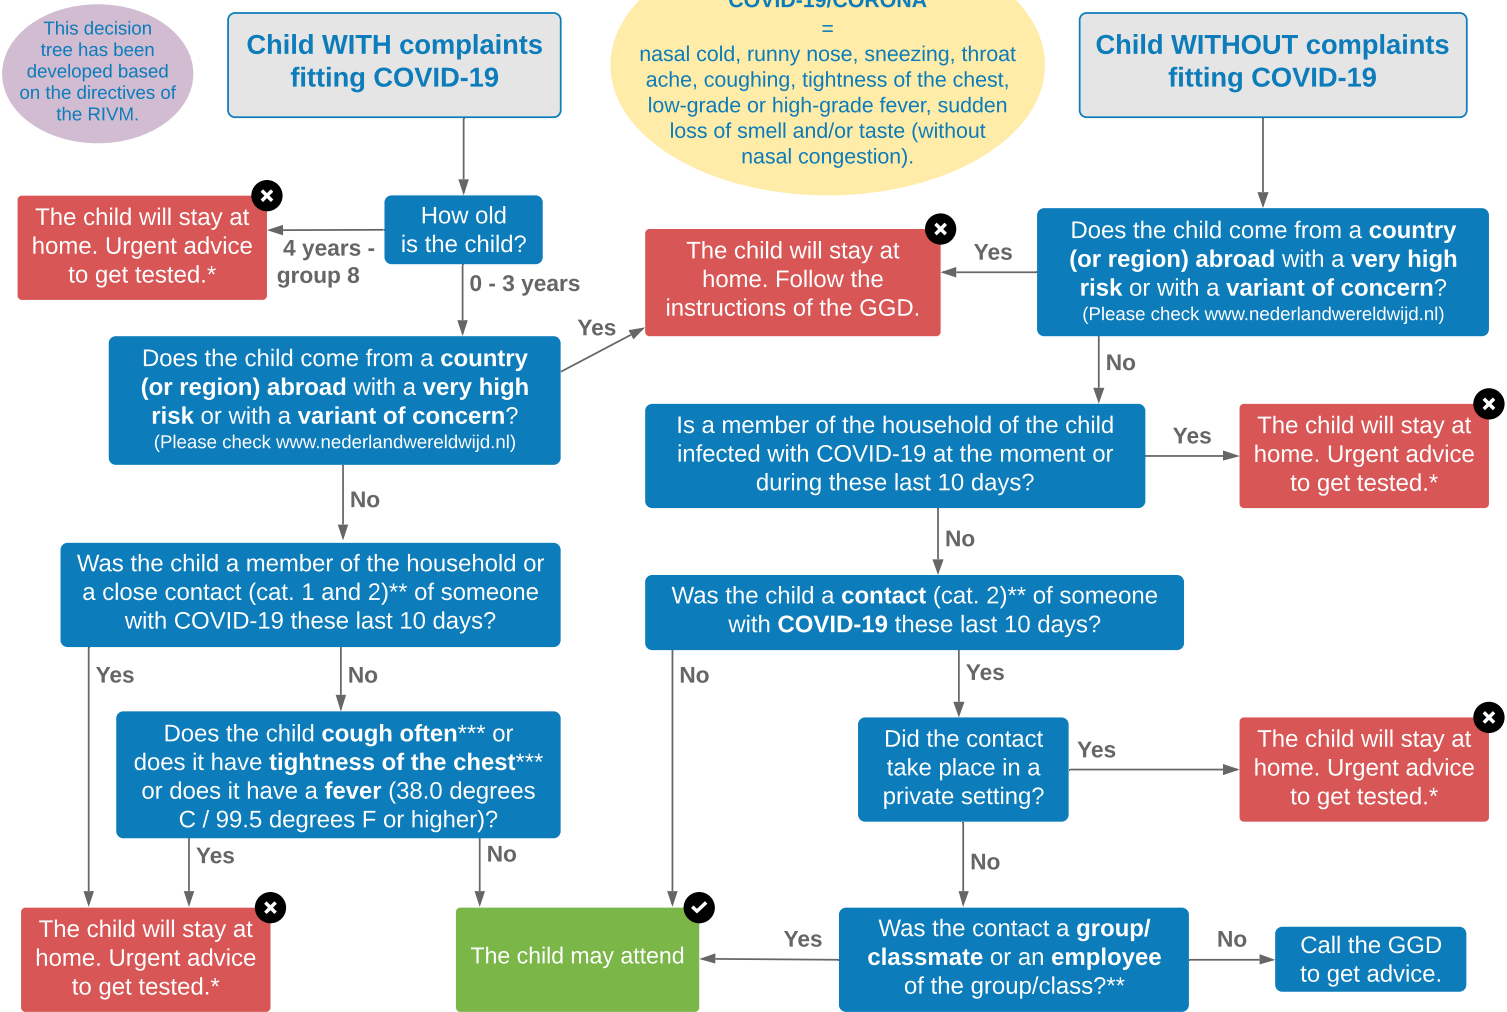 This decision
tree has been
developed based
on the directives of
the RIVM.
Child WITH complaints
fitting COVID-19
COVID-19/CORONA
=
nasal cold, runny nose, sneezing, throat
ache, coughing, tightness of the chest,
low-grade or high-grade fever, sudden
loss of smell and/or taste (without
nasal congestion).
Child WITHOUT complaints
fitting COVID-19
The child will stay at
home. Urgent advice
to get tested.*
4 years -
group 8
How old
is the child?
0 - 3 years
Does the child come from a country
(or region) abroad with a very high
risk or with a variant of concern?
(Please check www.nederlandwereldwijd.nl)
Yes
The child will stay at
home. Follow the
instructions of the GGD.
No
Was the child a member of the household or
a close contact (cat. 1 and 2)** of someone
with COVID-19 these last 10 days?
Yes
No
Does the child cough often*** or
does it have tightness of the chest***
or does it have a fever (38.0 degrees
C / 99.5 degrees F or higher)?
Yes
No
The child will stay at
home. Urgent advice
to get tested.*
The child may attend
Does the child come from a country
(or region) abroad with a very high
risk or with a variant of concern?
(Please check www.nederlandwereldwijd.nl)
Yes
No
Is a member of the household of the child
infected with COVID-19 at the moment or
during these last 10 days?
Yes
The child will stay at
home. Urgent advice
to get tested.*
No
Was the child a contact (cat. 2)** of someone
with COVID-19 these last 10 days?
No
Yes
Did the contact
take place in a
private setting?
Yes
The child will stay at
home. Urgent advice
to get tested.*
No
Was the contact a group/
classmate or an employee
of the group/class?**
Yes
No
Call the GGD
to get advice.